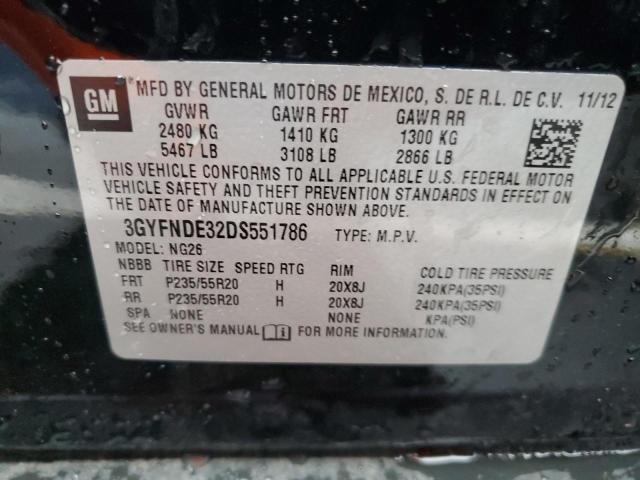 GM MFD BY GENERAL MOTORS DE MEXICO, S. DE R.L. DE C.V. 11/12
GVWR GAWR FRT GAWR RR
2480 KG 1410 KG 1300 KG
5467 LB 3108 LB 2866 LB
THIS VEHICLE CONFORMS TO ALL APPLICABLE U.S. FEDERAL MOTOR
VEHICLE SAFETY AND THEFT PREVENTION STANDARDS IN EFFECT ON
THE DATE OF MANUFACTURE SHOWN ABOVE.
3GYFNDE32DS551786 TYPE: M.P.V.
MODEL: NG26
NBBB TIRE SIZE SPEED RTG RIM COLD TIRE PRESSURE
FRT P235/55R20 H 20X8J 240KPA(35PSI)
RR P235/55R20 H 20X8J 240KPA(35PSI)
SPA NONE NONE KPA(PSI)
SEE OWNER'S MANUAL FOR MORE INFORMATION.